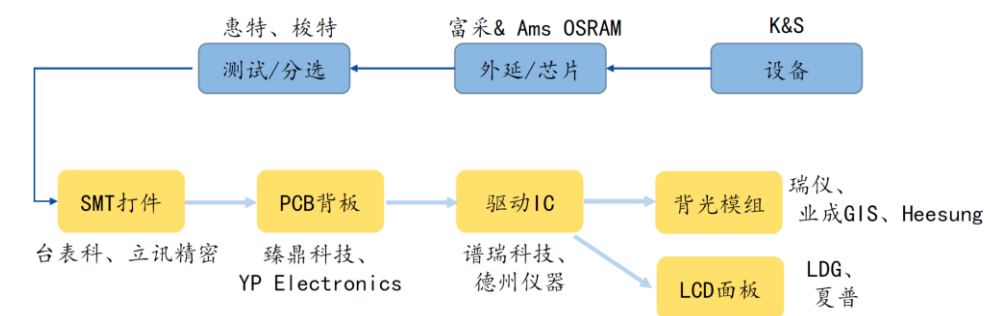 惠特、梭特
富采& Ams OSRAM
K&S
测试/分选
外延/芯片
设备
SMT打件
PCB背板
驱动IC
背光模组
瑞仪、
业成GIS、Heesung
台表科、立讯精密
臻鼎科技、
YP Electronics
谱瑞科技、
德州仪器
LCD面板
LDG、
夏普